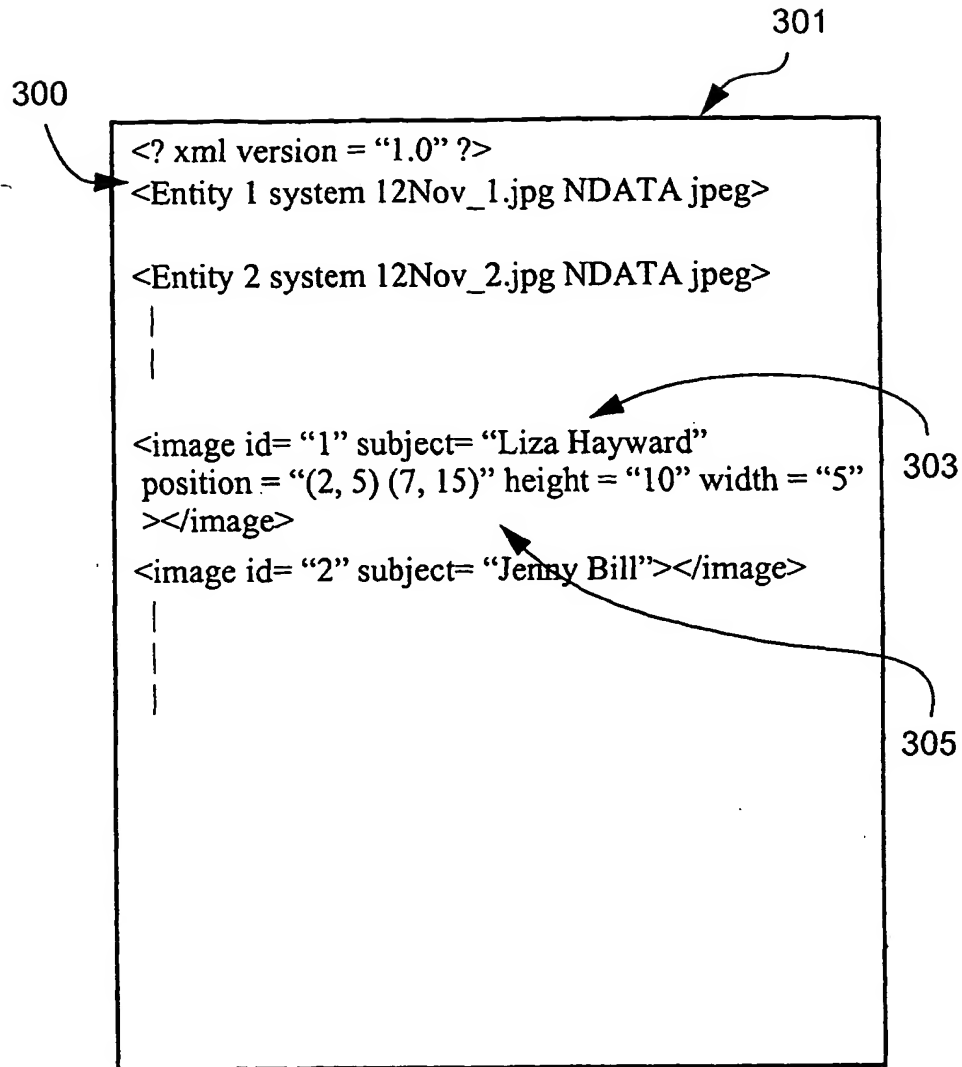 301
300
<? xml version = “1.0” ?>
<Entity 1 system 12Nov_1.jpg NDATA jpeg>
<Entity 2 system 12Nov_2.jpg NDATA jpeg>
<image id= “1” subject= “Liza Hayward”
position = “(2, 5) (7, 15)” height = “10” width = “5”
></image>
303
<image id= “2” subject= “Jenny Bill”></image>
305